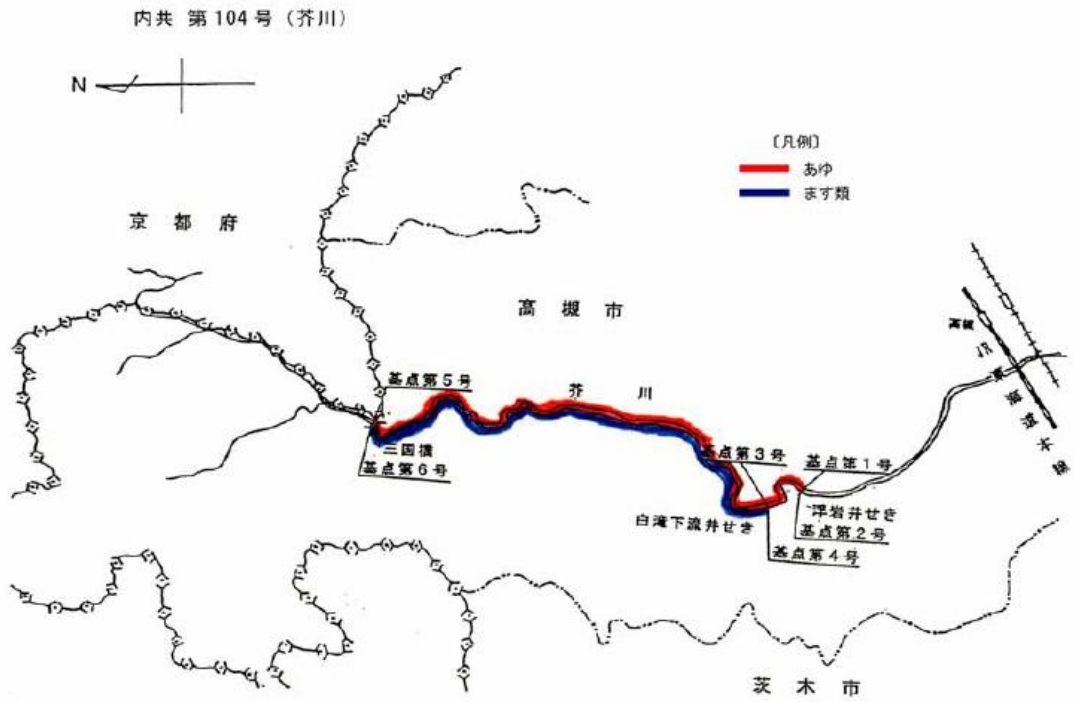 内共 第104号(芥川)
N
〔凡例〕
あゆ
ます類
京都府
高槻市
高槻
JR東海道本線
基点第5号
芥川
三国橋
基点第6号
基点第3号
基点第1号
浮岩井せき
白滝下流井せき
基点第2号
基点第4号
茨木市